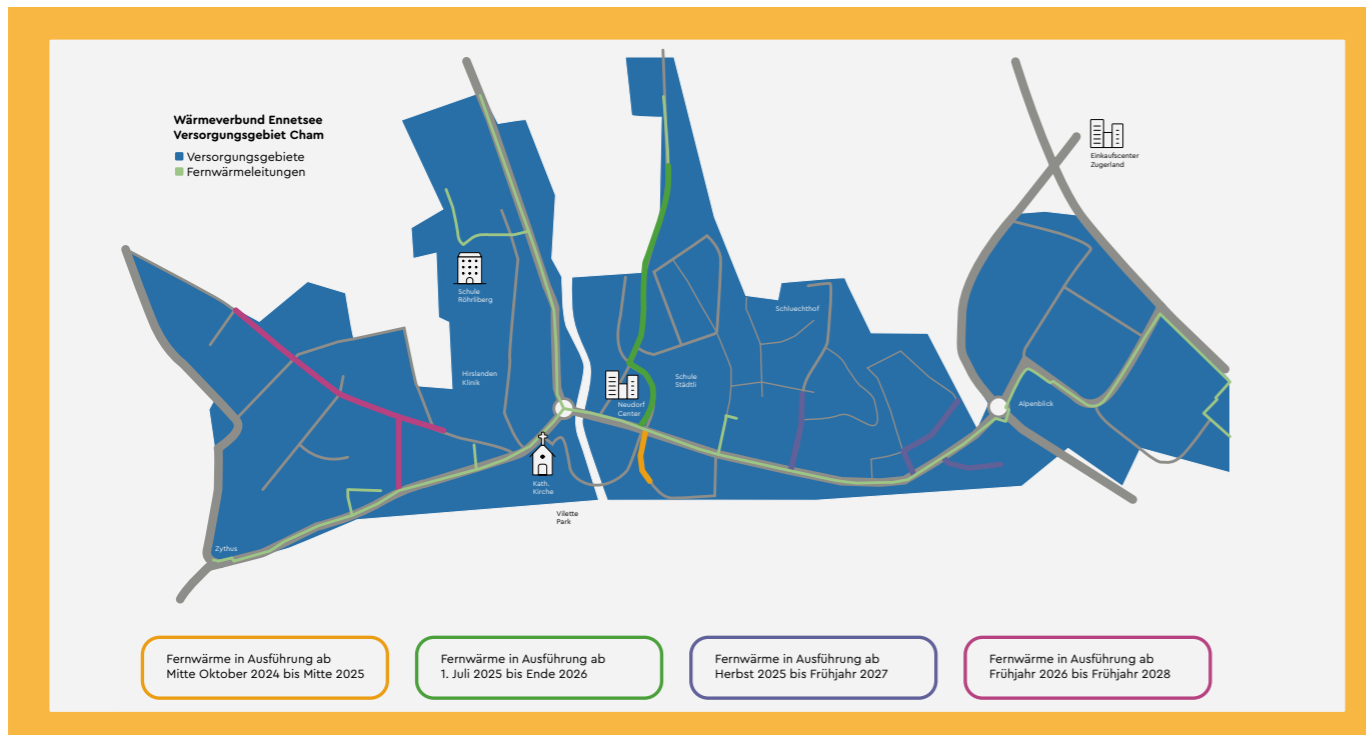 Wärmeverbund Ennetsee
Versorgungsgebiet Cham
Versorgungsgebiete
Fernwärmeleitungen
Einkaufscenter
Zugerland
Schule
Röhrliberg
Schluechthof
Hirslanden
Klinik
Schule
Städtli
Neudorf
Center
Alpenblick
Kath.
Kirche
Vilette
Park
Zythus
Fernwärme in Ausführung ab
Mitte Oktober 2024 bis Mitte 2025
Fernwärme in Ausführung ab
1. Juli 2025 bis Ende 2026
Fernwärme in Ausführung ab
Herbst 2025 bis Frühjahr 2027
Fernwärme in Ausführung ab
Frühjahr 2026 bis Frühjahr 2028